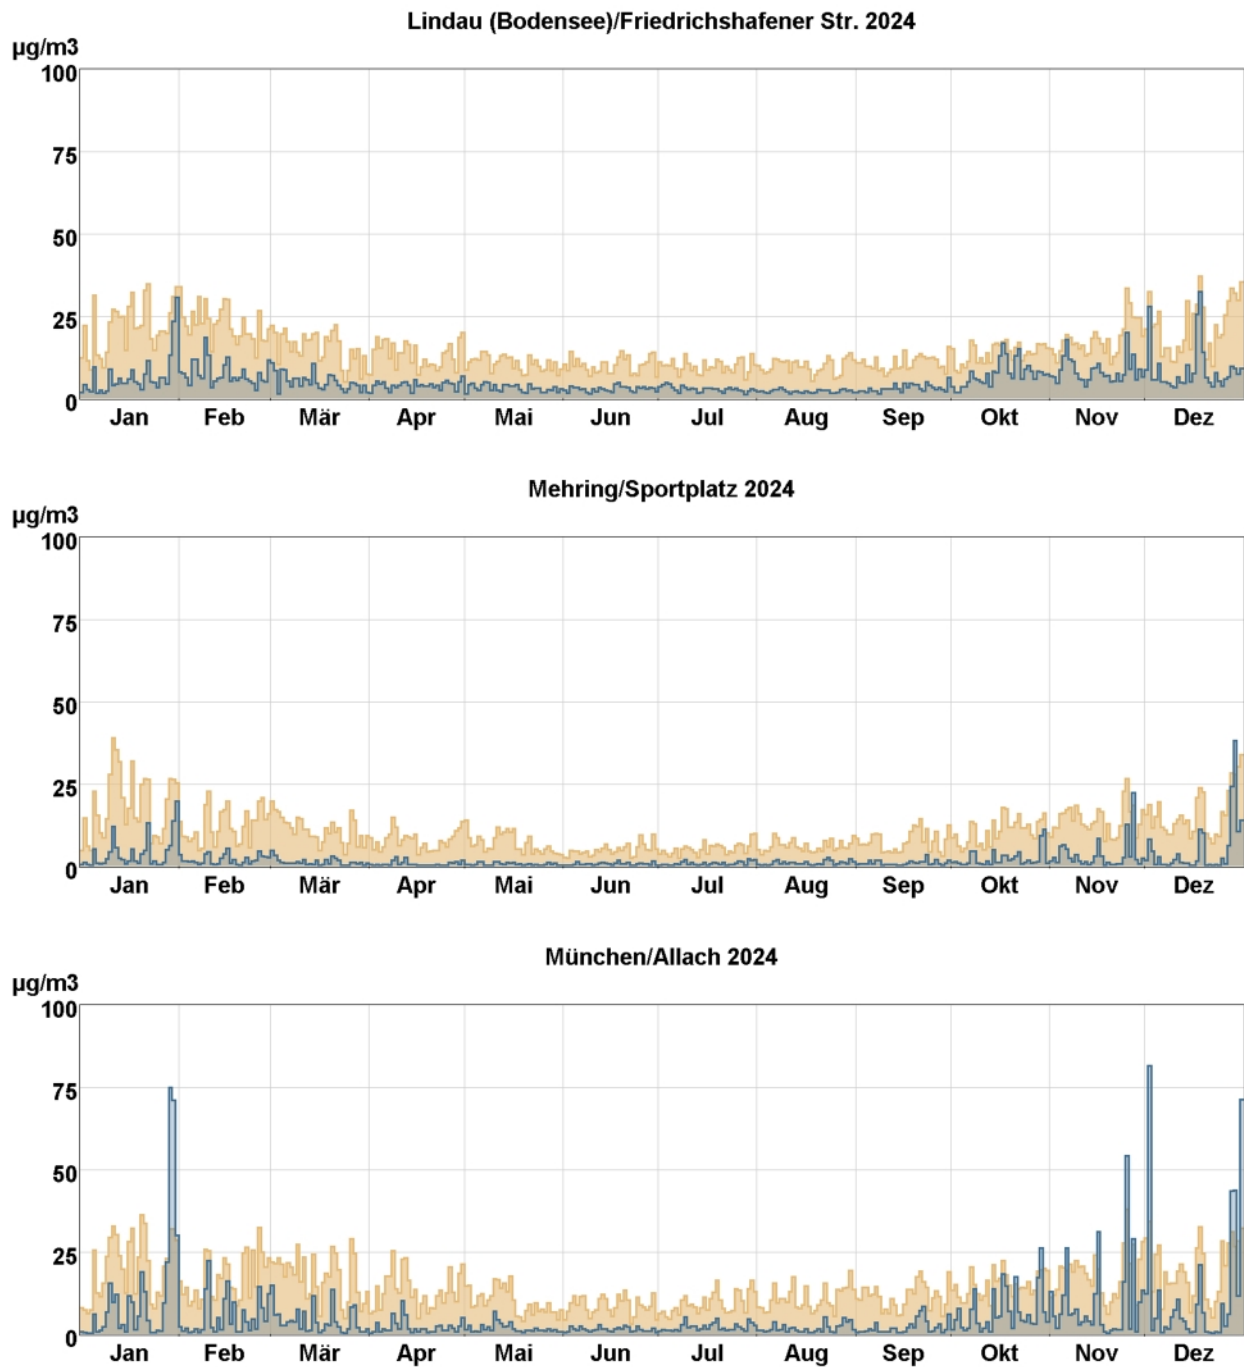 Lindau (Bodensee)/Friedrichshafener Str. 2024
µg/m3
100
75
50
25
0
Jan Feb Mär Apr Mai Jun Jul Aug Sep Okt Nov Dez
Mehring/Sportplatz 2024
µg/m3
100
75
50
25
0
Jan Feb Mär Apr Mai Jun Jul Aug Sep Okt Nov Dez
München/Allach 2024
µg/m3
100
75
50
25
0
Jan Feb Mär Apr Mai Jun Jul Aug Sep Okt Nov Dez